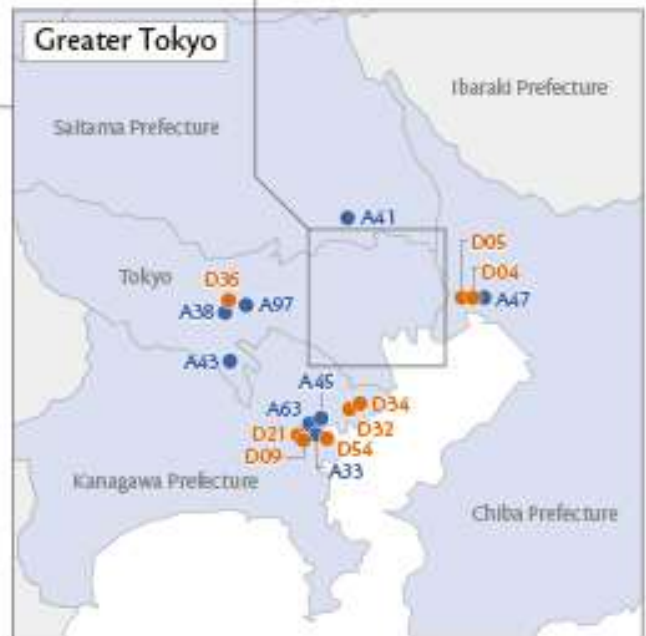 Greater Tokyo
Ibaraki Prefecture
Saitama Prefecture
A41
D05
D04
A47
Tokyo
D36
A38
A97
A43
A45
A63
D34
D21
D32
D09
D54
A33
Kanagawa Prefecture
Chiba Prefecture